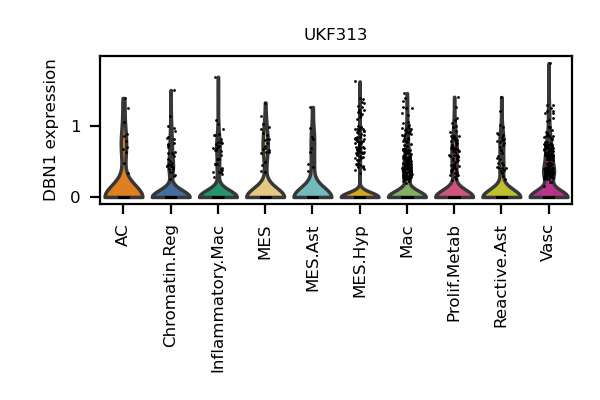 UKF313
DBN1 expression
1
0
AC
Chromatin.Reg
Inflammatory.Mac
MES
MES.Ast
MES.Hyp
Mac
Prolif.Metab
Reactive.Ast
Vasc